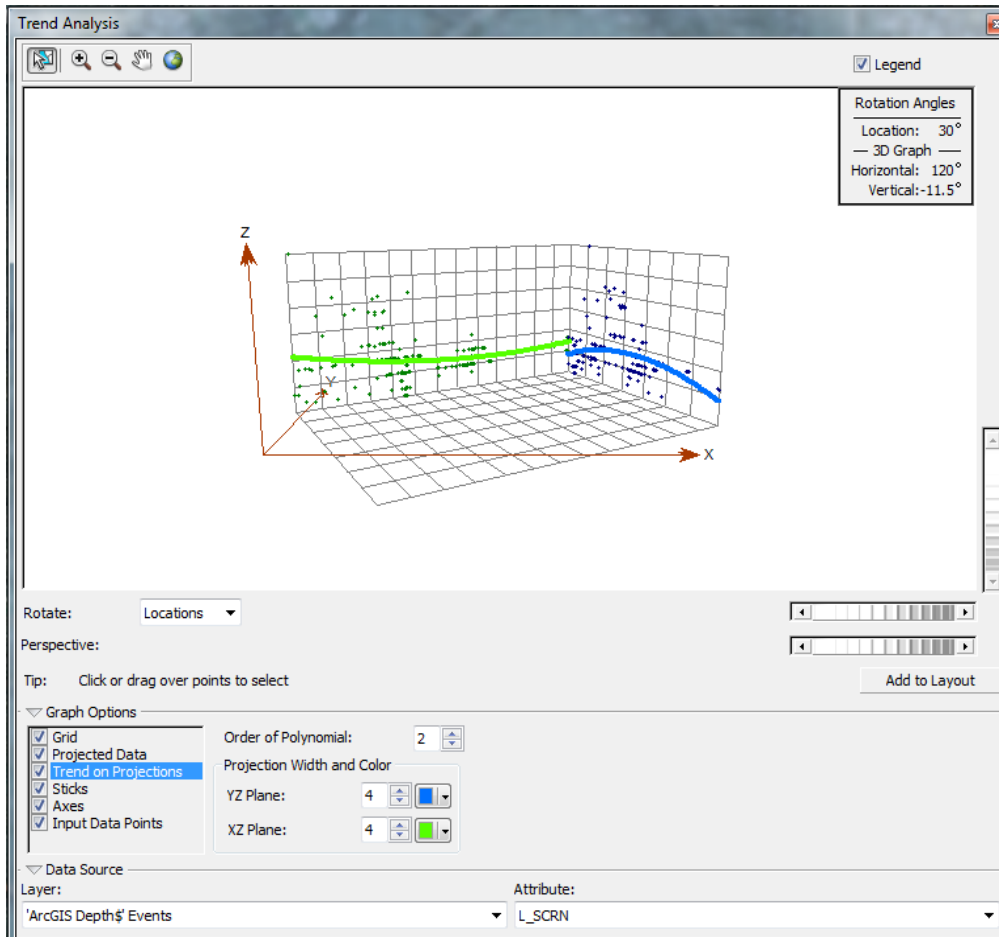 Trend Analysis
Legend
Rotation Angles
Location: 30°
3D Graph
Horizontal: 120°
Vertical:-11.5°
Z
Y
X
Rotate: Locations
Perspective:
Tip: Click or drag over points to select Add to Layout
Graph Options
Grid
Projected Data
Trend on Projections
Sticks
Axes
Input Data Points
Order of Polynomial: 2
Projection Width and Color
YZ Plane: 4
XZ Plane: 4
Data Source
Layer: Attribute:
'ArcGIS Depth$' Events L_SCRN